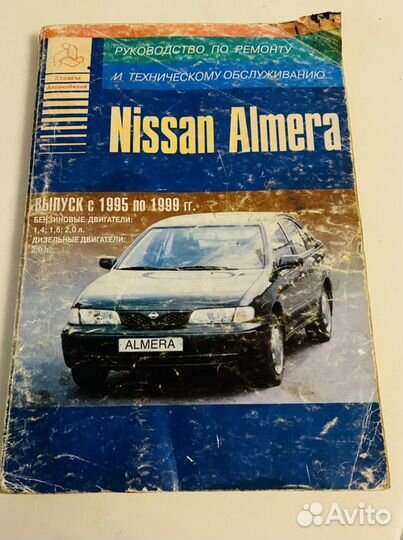 Атласы
Автомобилей
РУКОВОДСТВО ПО РЕМОНТУ
И ТЕХНИЧЕСКОМУ ОБСЛУЖИВАНИЮ
Nissan Almera
ВЫПУСК с 1995 по 1999 гг.
БЕНЗИНОВЫЕ ДВИГАТЕЛИ:
1,4; 1,6; 2,0 л.
ДИЗЕЛЬНЫЕ ДВИГАТЕЛИ:
2,0 л.
ALMERA
Avito